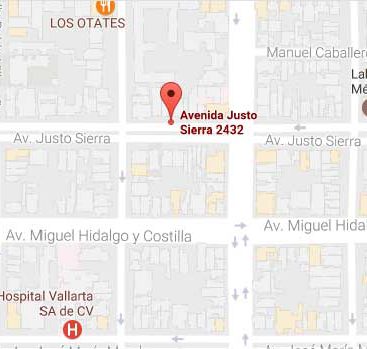 LOS OTATES
Manuel Caballero
Lal
Mé
Avenida Justo
Sierra 2432
Av. Justo Sierra
Av. Justo Sierra
Av. Miguel Hida
Av. Miguel Hidalgo y Costilla
Hospital Vallarta
SA de CV
H